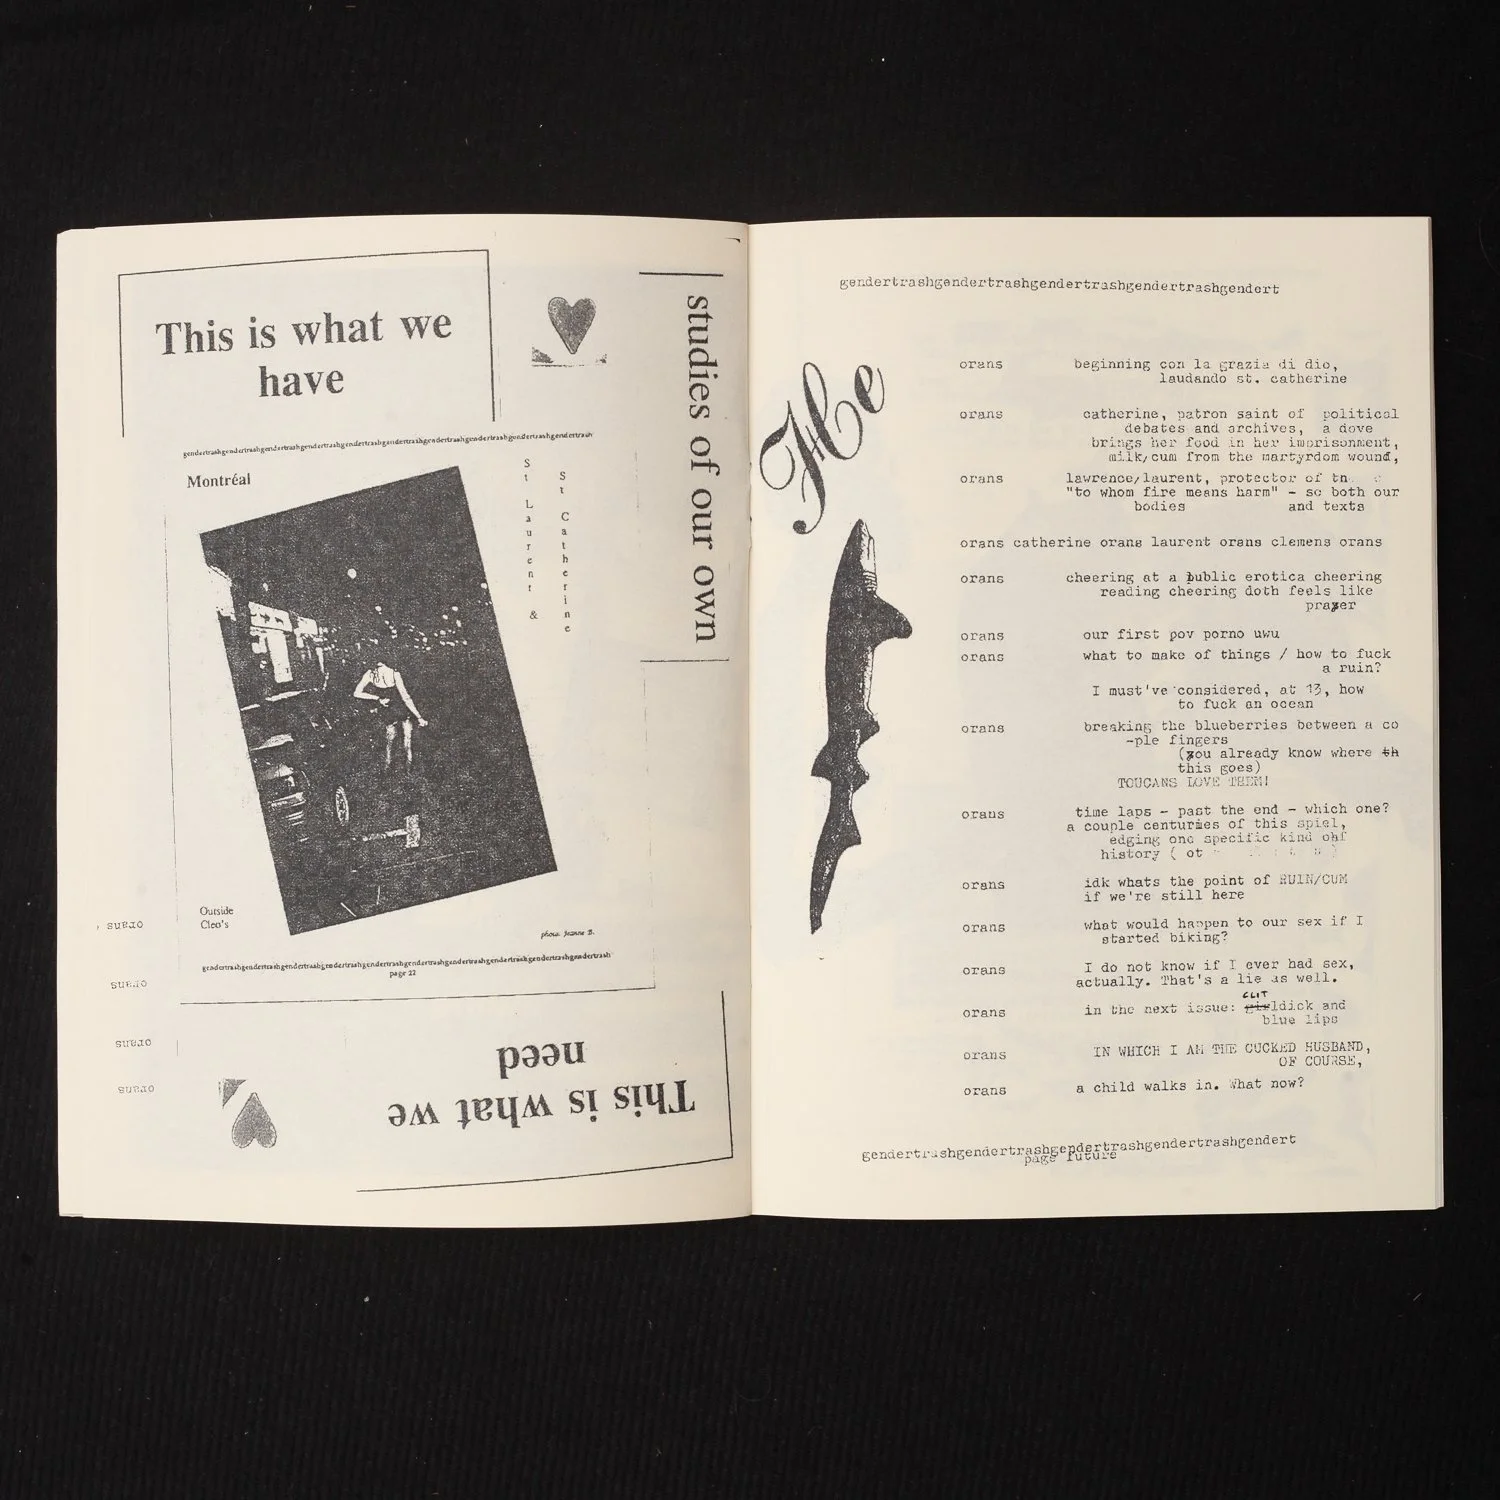 This is what we
have
gendertrashgendertrashgendertrashgendertrashgendertrashgendertrashgendertrashgendertrashgendertrashgendertrash
Montréal
St Laurent &
St Catherine
Outside
Cleo's
photo: Jeanne B.
gendertrashgendertrashgendertrashgendertrashgendertrashgendertrashgendertrashgendertrashgendertrashgendertrash
page 22
studies of our own
This is what we
need
orans
orans
orans
orans
gendertrashgendertrashgendertrashgendertrashgendert
He
orans beginning con la grazia di dio,
laudando st. catherine
orans catherine, patron saint of political
debates and archives, a dove
brings her food in her imprisonment,
milk/cum from the martyrdom wound,
orans lawrence/laurent, protector of
"to whom fire means harm" - so both our
bodies and texts
orans catherine orans laurent orans clemens orans
orans cheering at a public erotica cheering
reading cheering doth feels like
prayer
orans our first pov porno uwu
orans what to make of things / how to fuck
a ruin?
I must've considered, at 13, how
to fuck an ocean
orans breaking the blueberries between a co
-ple fingers
(you already know where th
this goes)
TOUCANS LOVE THEM!
orans time laps - past the end - which one?
a couple centuries of this spiel,
edging one specific kind
history (
orans idk whats the point of RUIN/CUM
if we're still here
orans what would happen to our sex if I
started biking?
orans I do not know if I ever had sex,
actually. That's a lie as well.
CLIT
orans in the next issue: girldick and
blue lips
orans IN WHICH I AM THE CUCKED HUSBAND,
OF COURSE,
orans a child walks in. What now?
gendertrashgendertrashgendertrashgendertrashgendert
page future